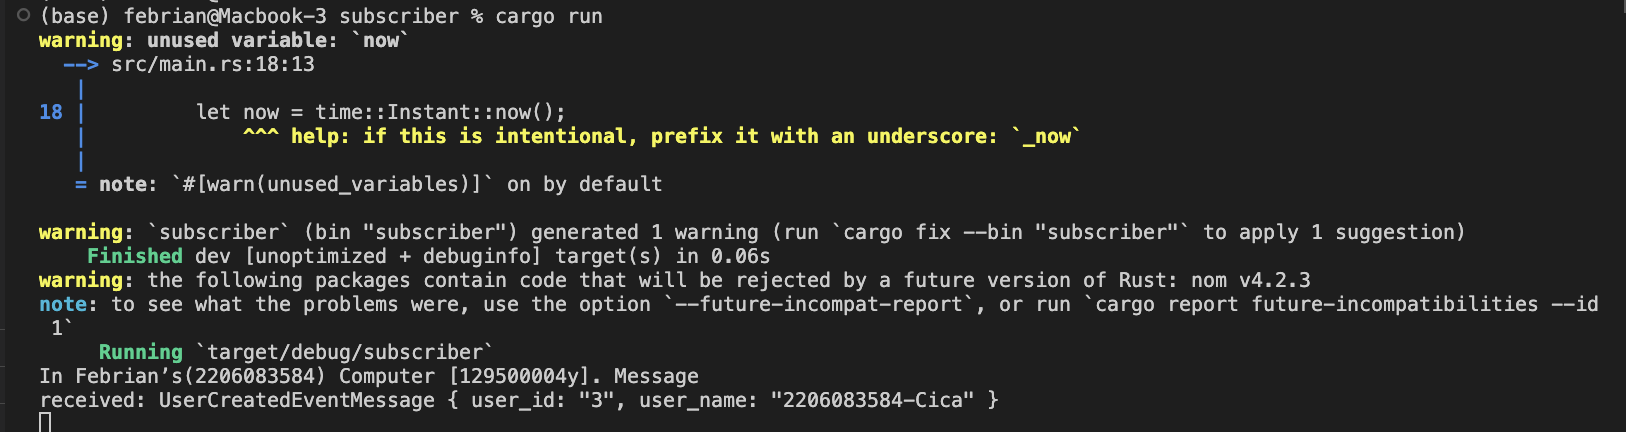 (base) febrian@Macbook-3 subscriber % cargo run
warning: unused variable: `now`
  --> src/main.rs:18:13
   |
18 |         let now = time::Instant::now();
   |             ^^^ help: if this is intentional, prefix it with an underscore: `_now`
   |
   = note: `#[warn(unused_variables)]` on by default

warning: `subscriber` (bin "subscriber") generated 1 warning (run `cargo fix --bin "subscriber"` to apply 1 suggestion)
    Finished dev [unoptimized + debuginfo] target(s) in 0.06s
warning: the following packages contain code that will be rejected by a future version of Rust: nom v4.2.3
note: to see what the problems were, use the option `--future-incompat-report`, or run `cargo report future-incompatibilities --id
 1`
     Running `target/debug/subscriber`
In Febrian’s(2206083584) Computer [129500004y]. Message
received: UserCreatedEventMessage { user_id: "3", user_name: "2206083584-Cica" }